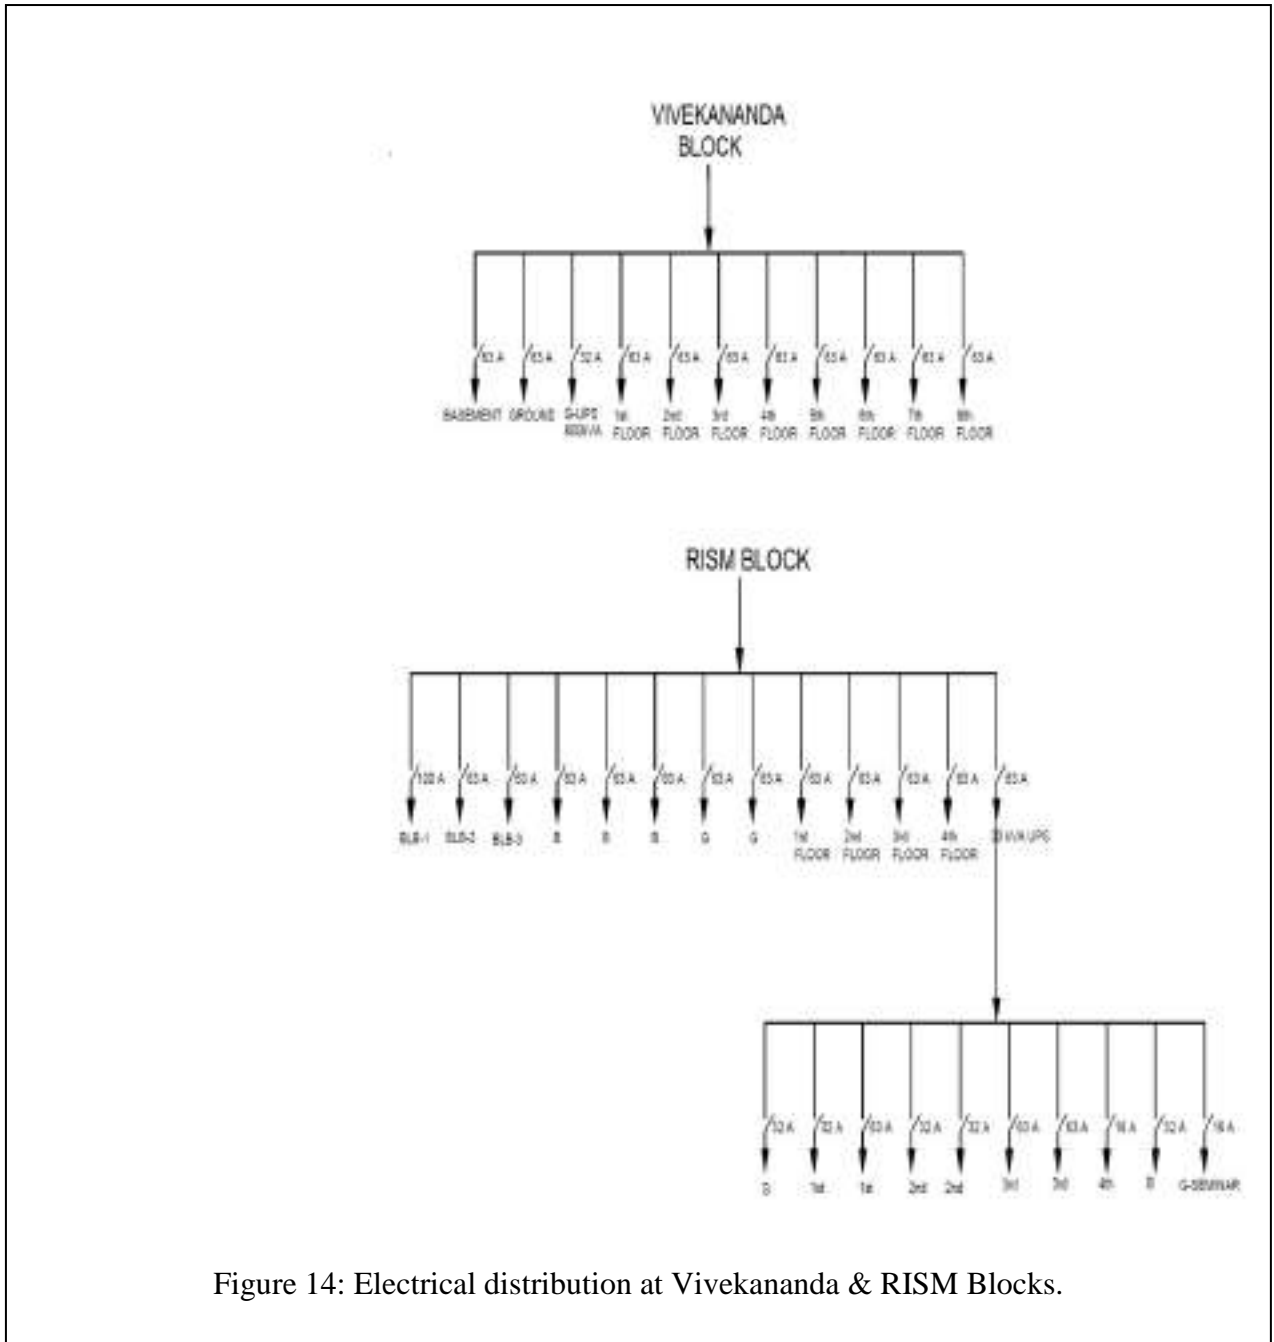 VIVEKANANDA
BLOCK
63 A 63 A 32 A 63 A 63 A 63 A 63 A 63 A 63 A 63 A 63 A
BASEMENT GROUND G-UPS 1st 2nd 3rd 4th 5th 6th 7th
FLOOR FLOOR FLOOR FLOOR FLOOR FLOOR FLOOR FLOOR
RISM BLOCK
100 A 63 A 63 A 63 A 63 A 63 A 63 A 63 A 63 A 63 A 63 A
BLB-1 BLB-2 BLB-3 B B G G 1st 2nd 3rd 4th KVA UPS
FLOOR FLOOR FLOOR FLOOR
32 A 32 A 63 A 32 A 32 A 63 A 63 A 16 A 32 A 16 A
1st 1st 2nd 2nd 3rd 3rd 4th G-SEMINAR
Figure 14: Electrical distribution at Vivekananda & RISM Blocks.